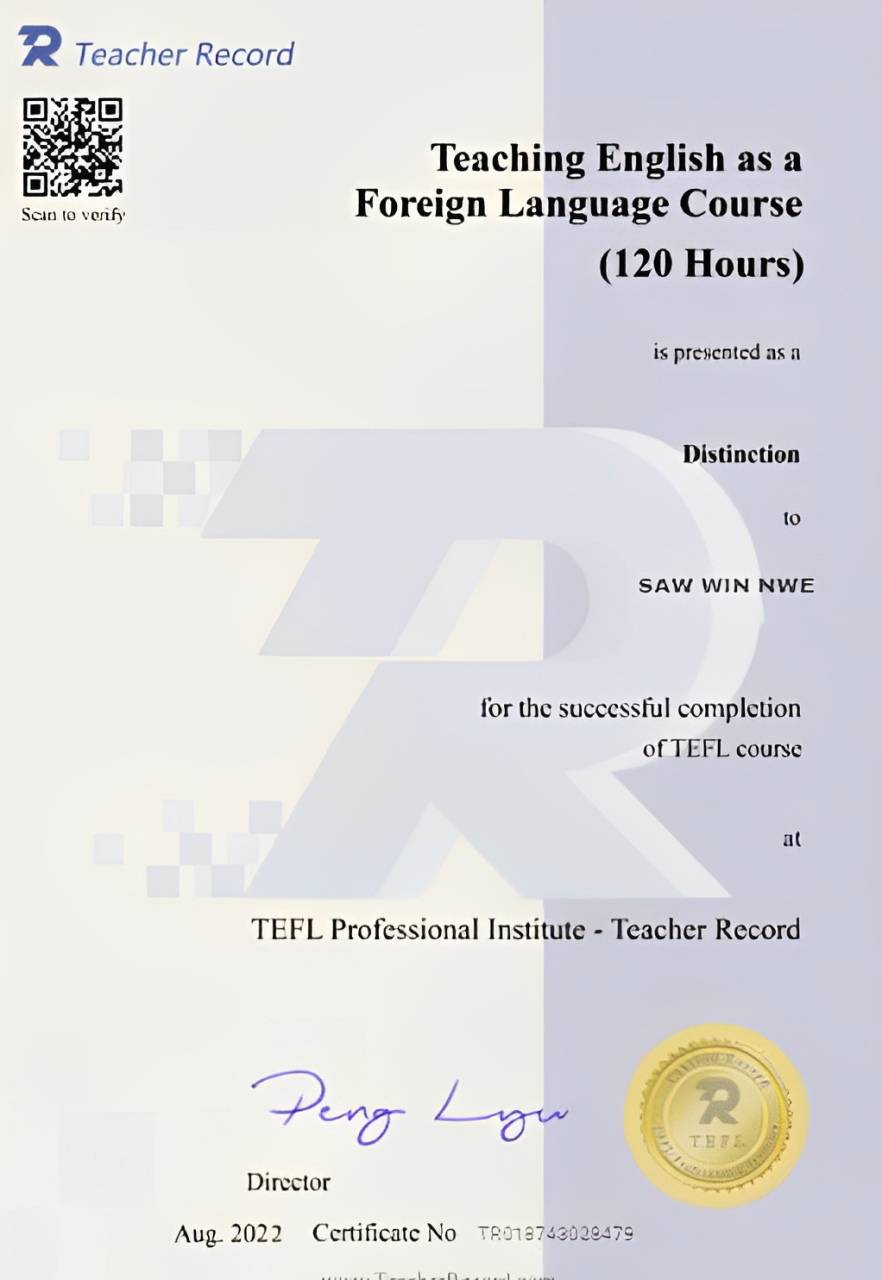 Teacher Record
Scan to verify
Teaching English as a
Foreign Language Course
(120 Hours)
is presented as a
Distinction
to
SAW WIN NWE
for the successful completion
of TEFL course
at
TEFL Professional Institute - Teacher Record
Peng Lyu
TEFL
Director
Aug. 2022 Certificate No TR018743028479